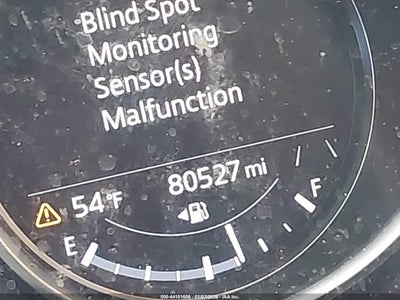 Blind Spot
Monitoring
Sensor(s)
Malfunction
54°F
80527 mi
E
F